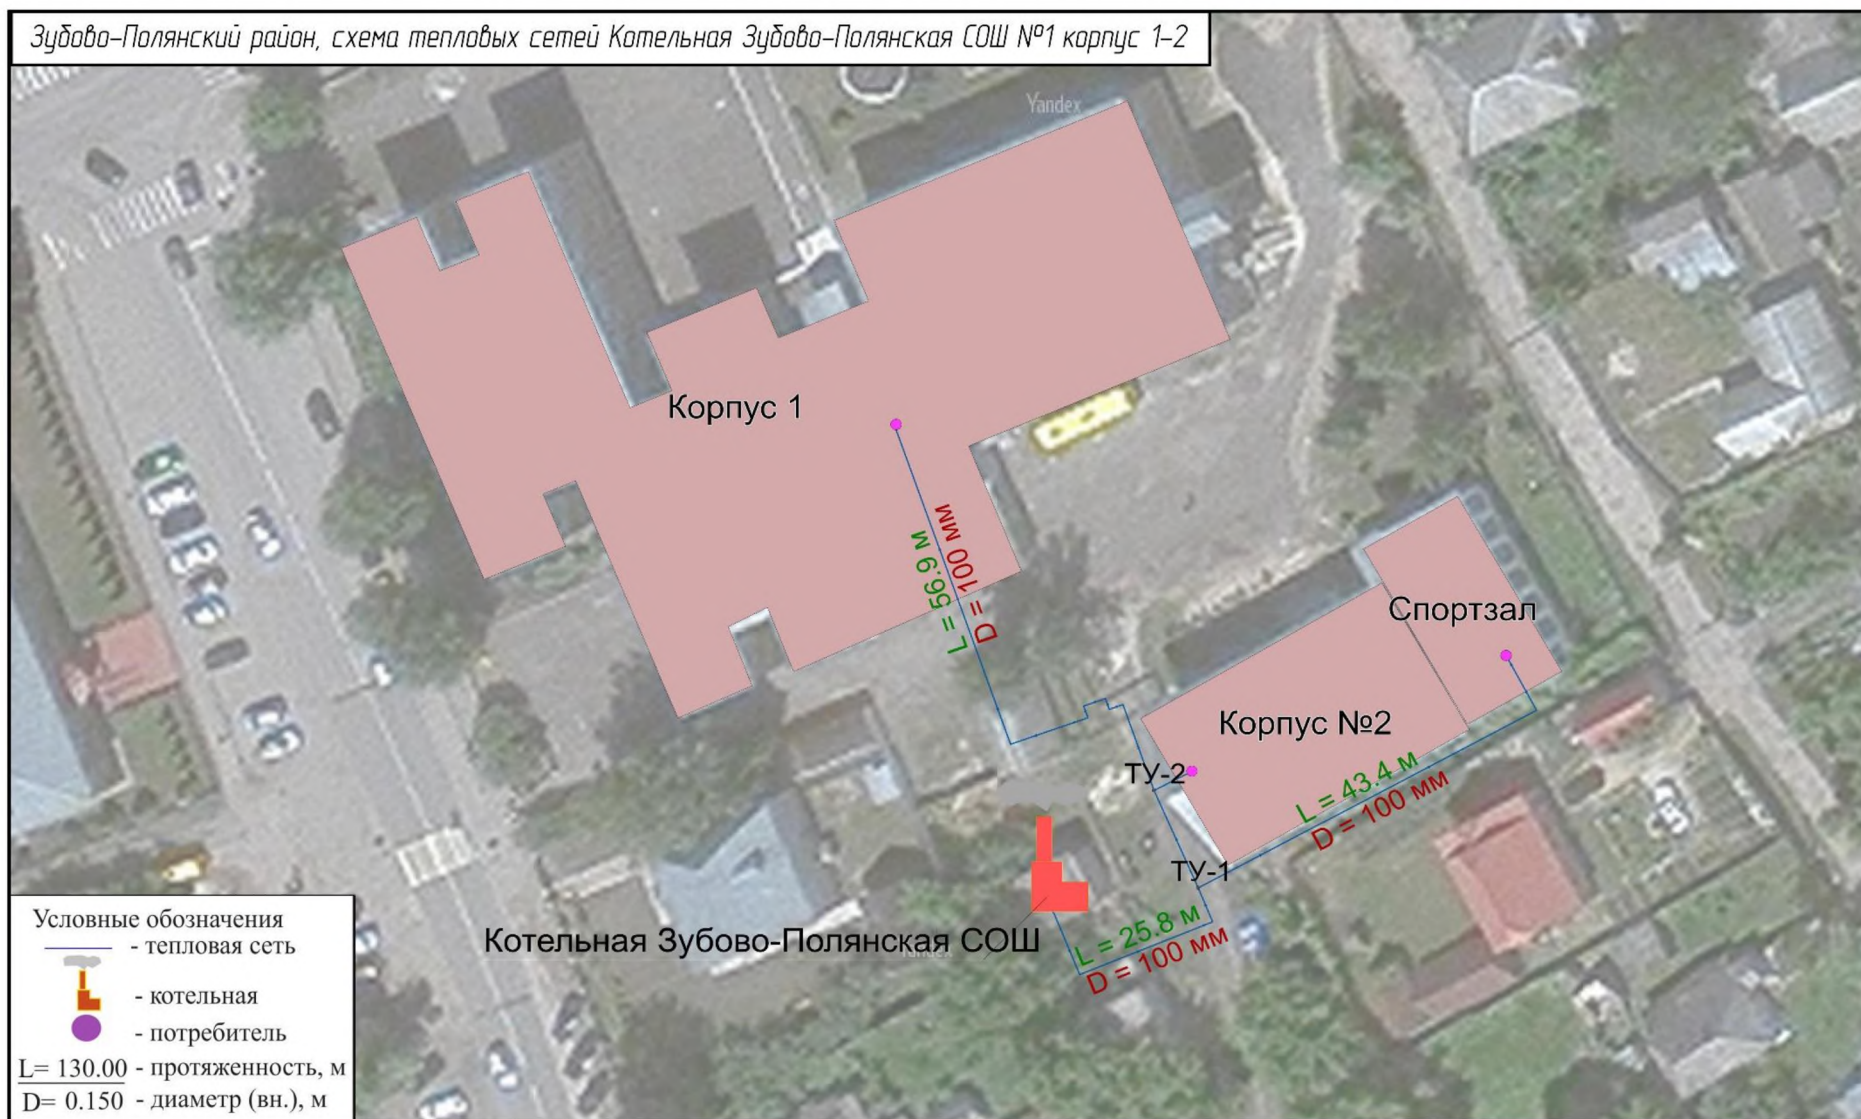 Зубово-Полянский район, схема тепловых сетей Котельная Зубово-Полянская СОШ №1 корпус 1-2
Yandex
Корпус 1
L = 56.9 м
D = 100 мм
Спортзал
Корпус №2
ТУ-2
L = 43.4 м
D = 100 мм
ТУ-1
Котельная Зубово-Полянская СОШ
Yandex
L = 25.8 м
D = 100 мм
Условные обозначения
- тепловая сеть
- котельная
- потребитель
L= 130.00 - протяженность, м
D= 0.150 - диаметр (вн.), м